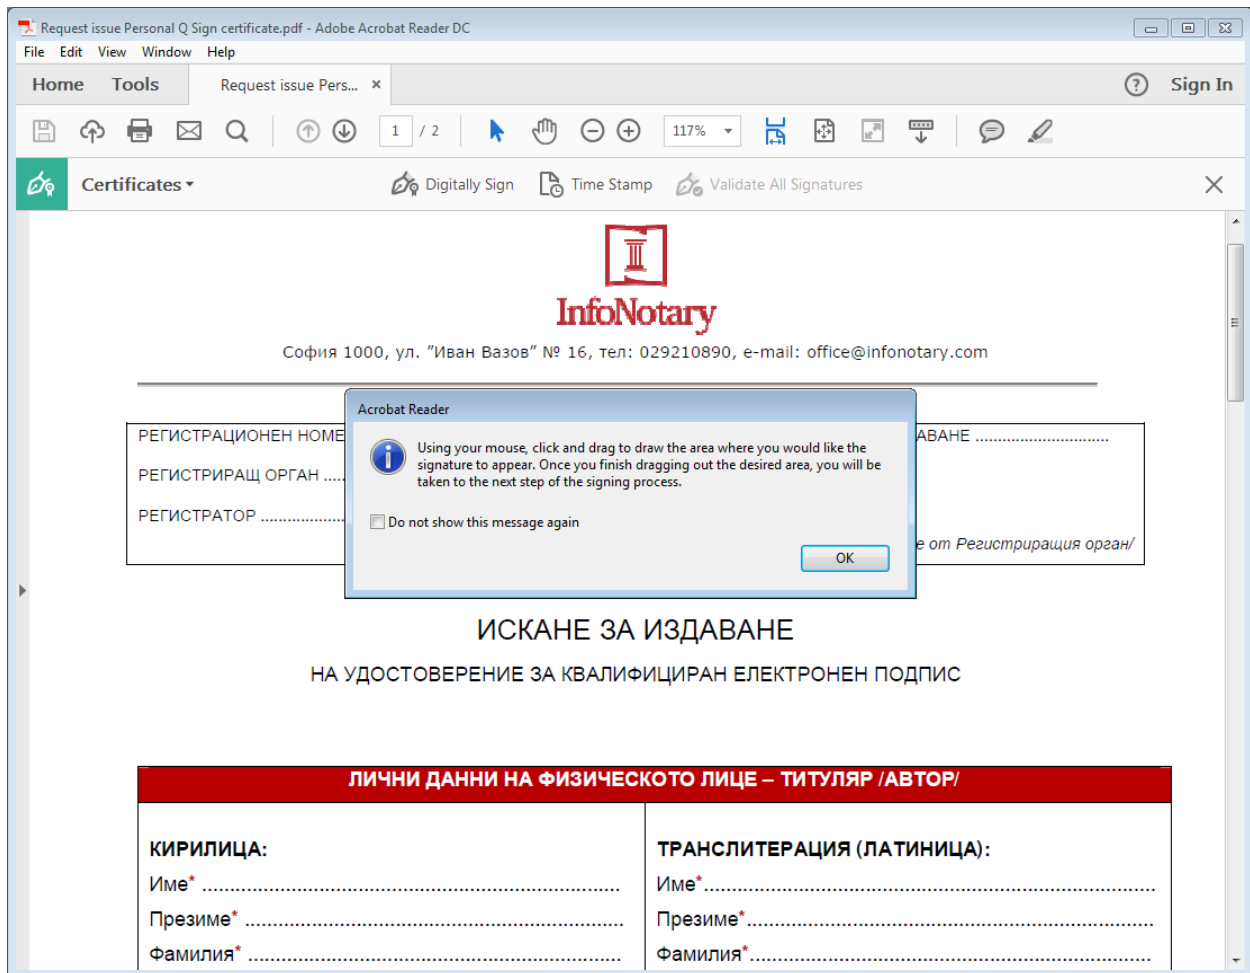 Request issue Personal Q Sign certificate.pdf - Adobe Acrobat Reader DC
File Edit View Window Help
Home Tools Request issue Pers... × ? Sign In
1 / 2 117%
Certificates Digitally Sign Time Stamp Validate All Signatures
InfoNotary
София 1000, ул. "Иван Вазов" № 16, тел: 029210890, e-mail: office@infonotary.com
Acrobat Reader
Using your mouse, click and drag to draw the area where you would like the
signature to appear. Once you finish dragging out the desired area, you will be
taken to the next step of the signing process.
Do not show this message again
OK
РЕГИСТРАЦИОНЕН
РЕГИСТРИРАЩ ОРГАН .....
РЕГИСТРАТОР ...................
от Регистриращия орган/
ИСКАНЕ ЗА ИЗДАВАНЕ
НА УДОСТОВЕРЕНИЕ ЗА КВАЛИФИЦИРАН ЕЛЕКТРОНЕН ПОДПИС
ЛИЧНИ ДАННИ НА ФИЗИЧЕСКОТО ЛИЦЕ – ТИТУЛЯР /АВТОР/
КИРИЛИЦА:
Име* ..........................................................................
Презиме* ...................................................................
Фамилия* ..................................................................
ТРАНСЛИТЕРАЦИЯ (ЛАТИНИЦА):
Име*................................................................................
Презиме*........................................................................
Фамилия*.......................................................................